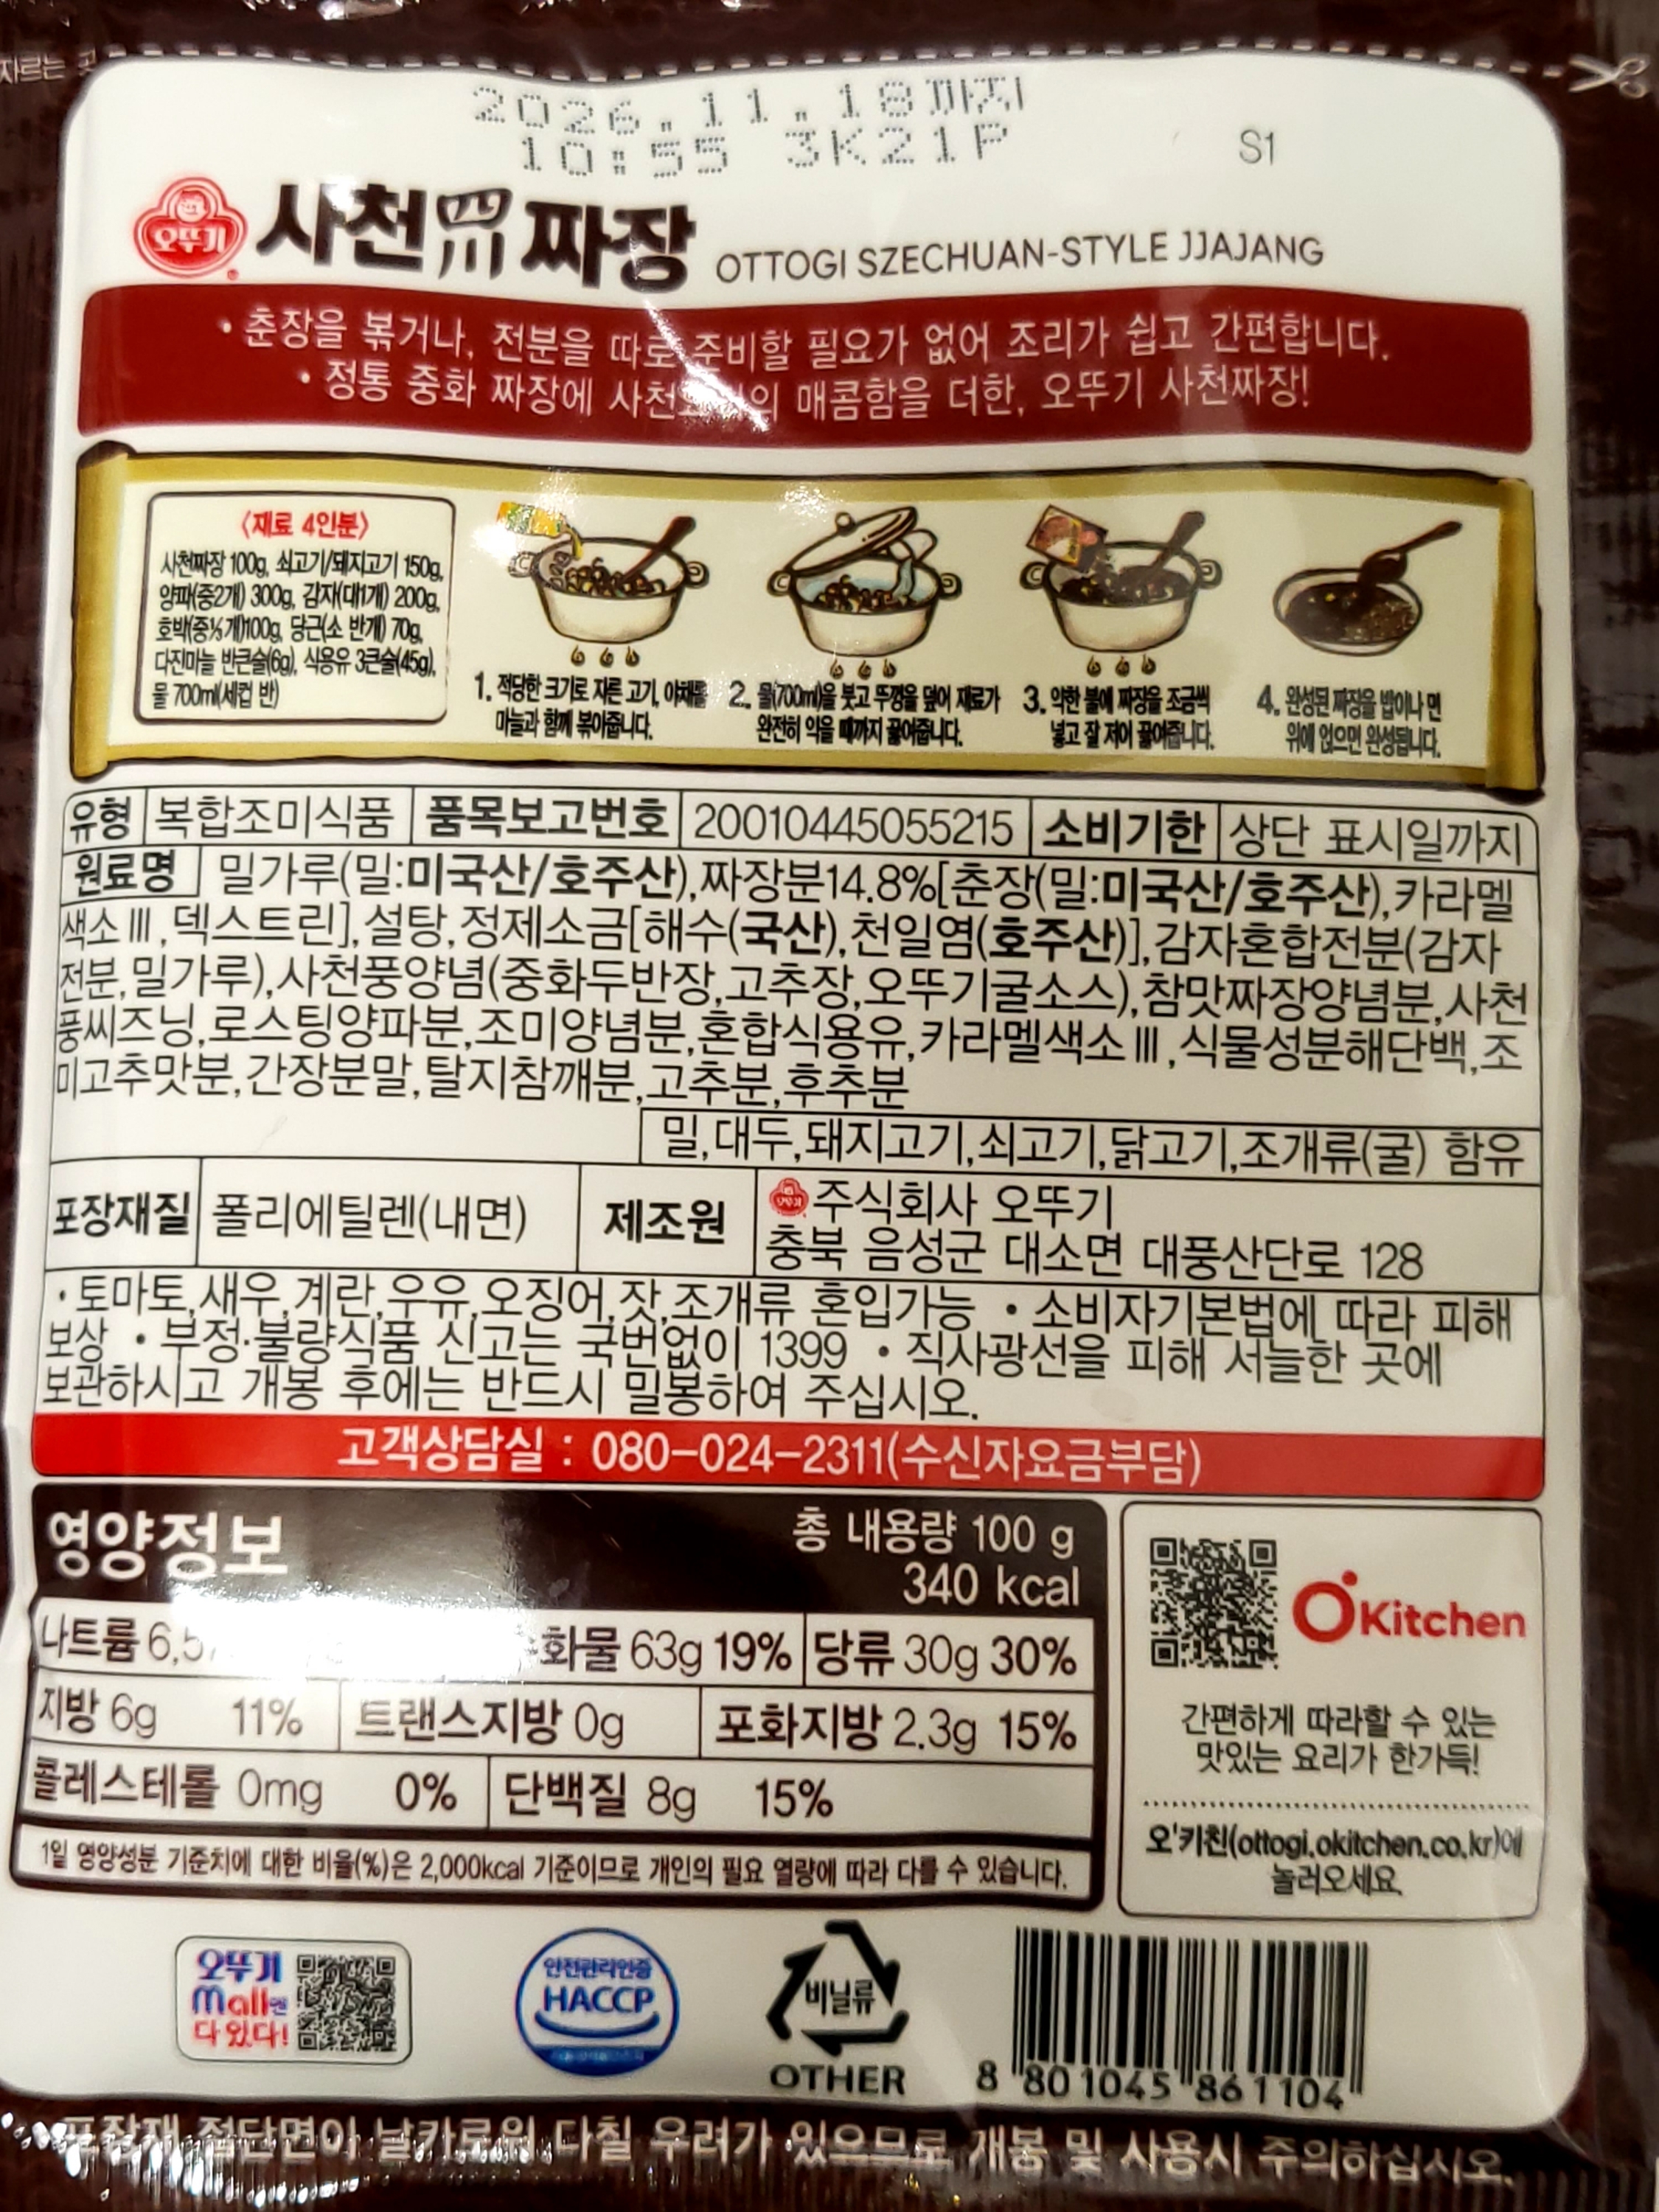 자르는 곳
2026.11.18까지
10:55 3K21P
S1
오뚜기
사천 四川 짜장 OTTOGI SZECHUAN-STYLE JJAJANG
• 춘장을 볶거나, 전분을 따로 준비할 필요가 없어 조리가 쉽고 간편합니다.
• 정통 중화 짜장에 사천 의 매콤함을 더한, 오뚜기 사천짜장!
〈재료 4인분〉
사천짜장 100g, 쇠고기/돼지고기 150g,
양파(중2개) 300g, 감자(대1개) 200g,
호박(중⅓개)100g, 당근(소 반개) 70g,
다진마늘 반큰술(6g), 식용유 3큰술(45g),
물 700ml(세컵 반)
1. 적당한 크기로 자른 고기, 야채를
마늘과 함께 볶아줍니다.
2. 물(700ml)을 붓고 뚜껑을 덮어 재료가
완전히 익을 때까지 끓여줍니다.
3. 약한 불에 짜장을 조금씩
넣고 잘 저어 끓여줍니다.
4. 완성된 짜장을 밥이나 면
위에 얹으면 완성됩니다.
유형 복합조미식품 품목보고번호 20010445055215 소비기한 상단 표시일까지
원료명 밀가루(밀:미국산/호주산),짜장분14.8%[춘장(밀:미국산/호주산),카라멜
색소Ⅲ,덱스트린],설탕,정제소금[해수(국산),천일염(호주산)],감자혼합전분(감자
전분,밀가루),사천풍양념(중화두반장,고추장,오뚜기굴소스),참맛짜장양념분,사천
풍씨즈닝,로스팅양파분,조미양념분,혼합식용유,카라멜색소Ⅲ,식물성분해단백,조
미고추맛분,간장분말,탈지참깨분,고추분,후추분
밀,대두,돼지고기,쇠고기,닭고기,조개류(굴) 함유
포장재질 폴리에틸렌(내면) 제조원 주식회사 오뚜기
충북 음성군 대소면 대풍산단로 128
• 토마토,새우,계란,우유,오징어,잣,조개류 혼입가능 • 소비자기본법에 따라 피해
보상 • 부정·불량식품 신고는 국번없이 1399 • 직사광선을 피해 서늘한 곳에
보관하시고 개봉 후에는 반드시 밀봉하여 주십시오.
고객상담실 : 080-024-2311(수신자요금부담)
영양정보
총 내용량 100 g
340 kcal
나트륨 화물 63g 19% 당류 30g 30%
지방 6g 11% 트랜스지방 0g 포화지방 2.3g 15%
콜레스테롤 0mg 0% 단백질 8g 15%
1일 영양성분 기준치에 대한 비율(%)은 2,000kcal 기준이므로 개인의 필요 열량에 따라 다를 수 있습니다.
O'Kitchen
간편하게 따라할 수 있는
맛있는 요리가 한가득!
오'키친(ottogi.okitchen.co.kr)에
놀러오세요.
오뚜기
Mall엔
다 있다!
안전관리인증
HACCP
비닐류
OTHER
8 801045 861104
포장재 절단면이 날카로워 다칠 우려가 있으므로 개봉 및 사용시 주의하십시오.